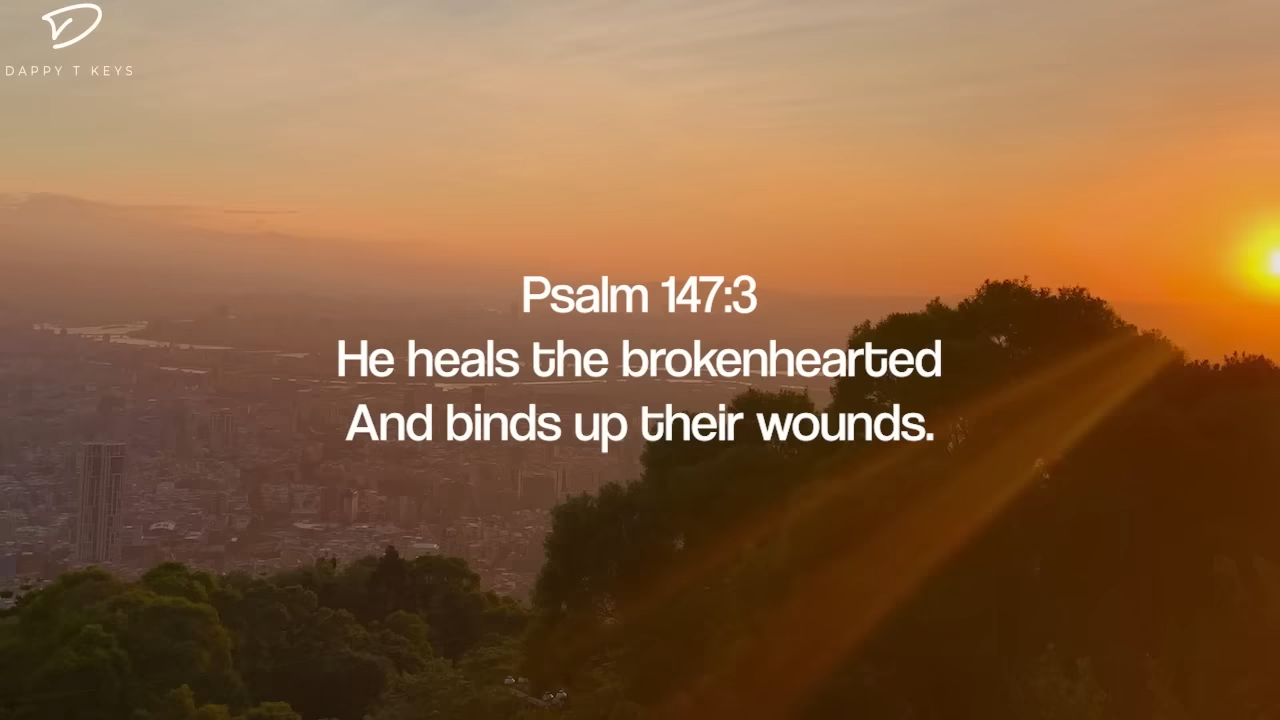 DAPPY T KEYS
Psalm 147:3
He heals the brokenhearted
And binds up their wounds.